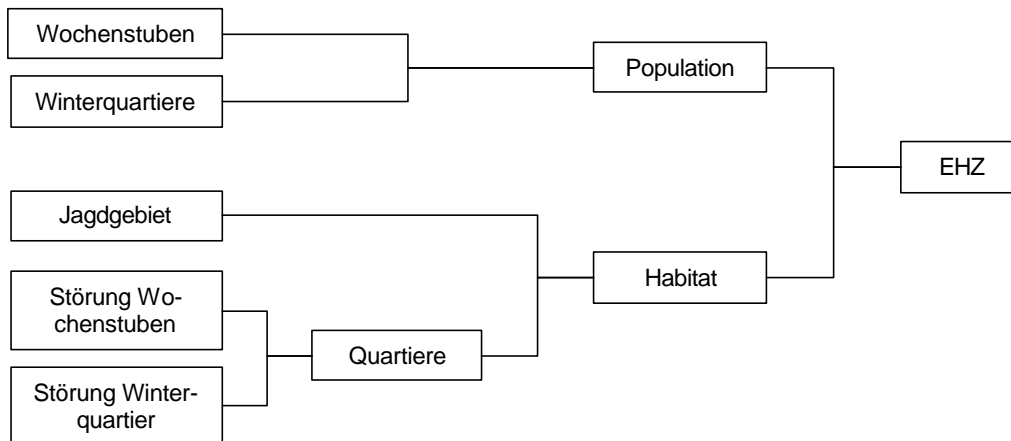 Wochenstuben
Population
Winterquartiere
EHZ
Jagdgebiet
Habitat
Störung Wo-
chenstuben
Quartiere
Störung Winter-
quartier